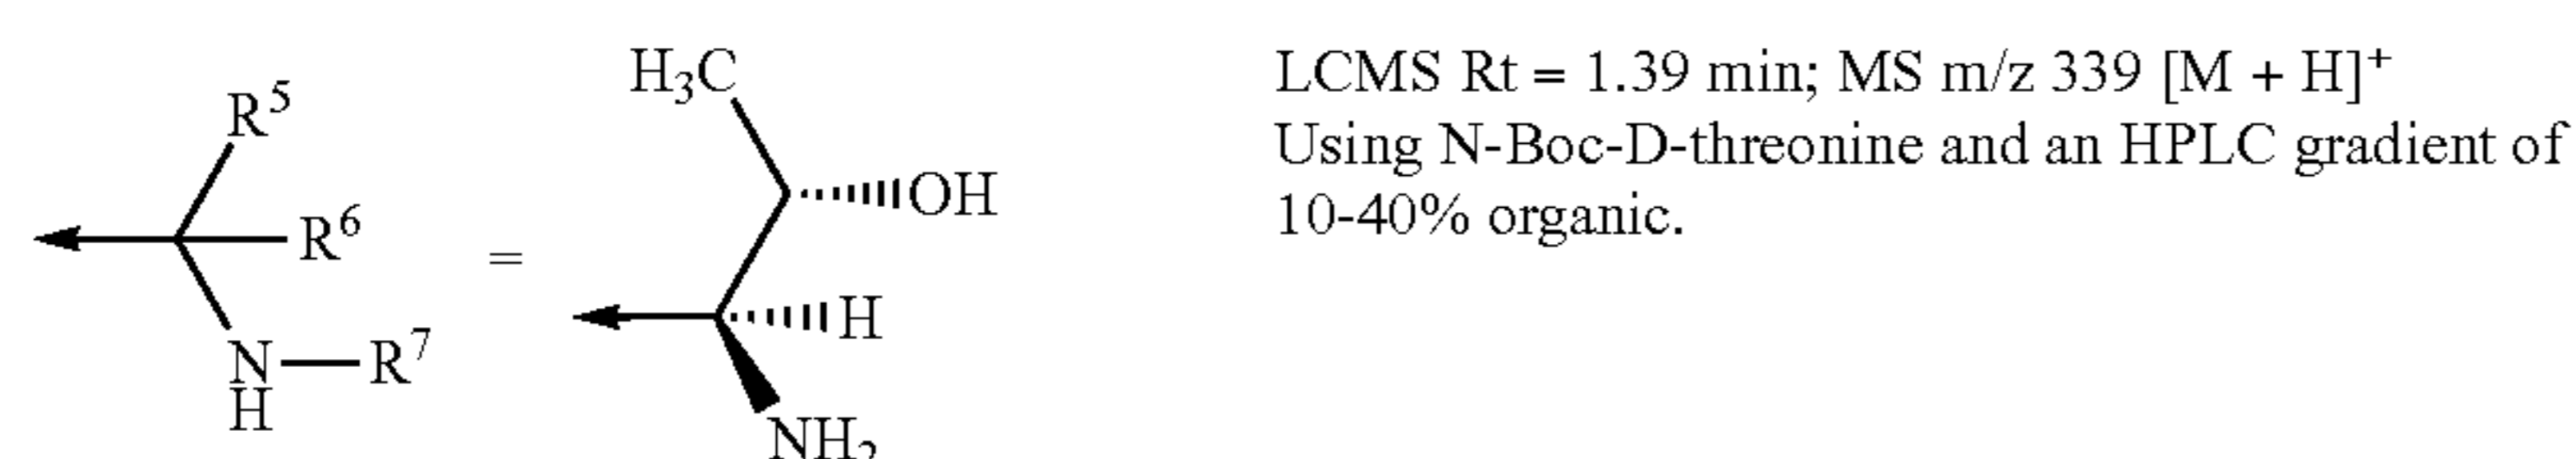 R⁵
R⁶
N—R⁷
H
=
H₃C
OH
H
NH₂
LCMS Rt = 1.39 min; MS m/z 339 [M + H]⁺
Using N-Boc-D-threonine and an HPLC gradient of
10-40% organic.